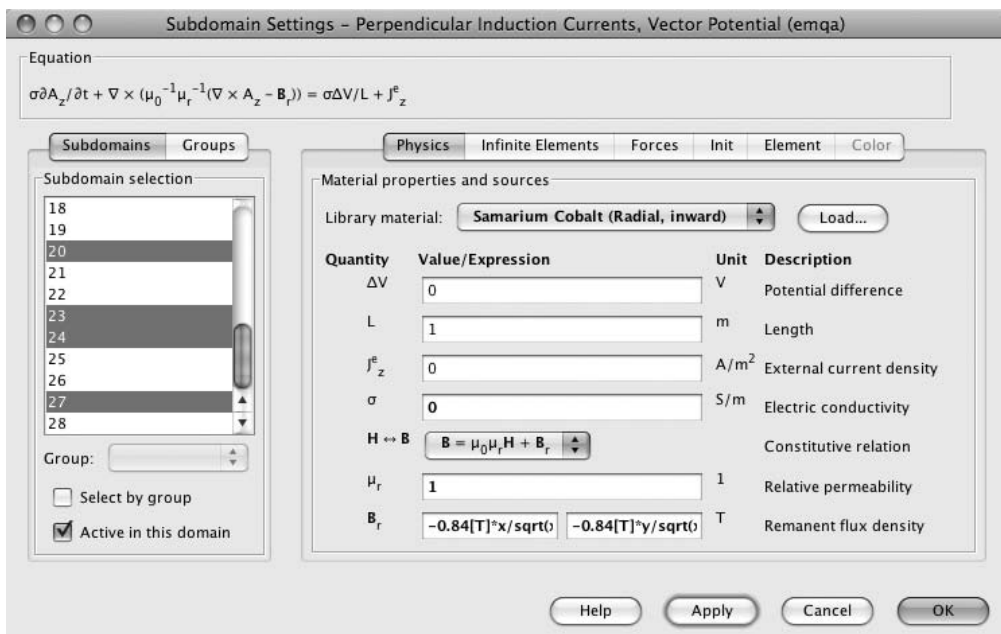 Subdomain Settings – Perpendicular Induction Currents, Vector Potential (emqa)
Equation
σ∂A_z/∂t + ∇ × (μ_0^-1 μ_r^-1(∇ × A_z – B_r)) = σΔV/L + J^e_z
Subdomains Groups
Subdomain selection
18
19
20
21
22
23
24
25
26
27
28
Group:
Select by group
Active in this domain
Physics Infinite Elements Forces Init Element Color
Material properties and sources
Library material: Samarium Cobalt (Radial, inward) Load...
Quantity Value/Expression Unit Description
ΔV 0 V Potential difference
L 1 m Length
J^e_z 0 A/m² External current density
σ 0 S/m Electric conductivity
H ↔ B B = μ_0μ_rH + B_r Constitutive relation
μ_r 1 1 Relative permeability
B_r -0.84[T]*x/sqrt( -0.84[T]*y/sqrt( T Remanent flux density
Help Apply Cancel OK